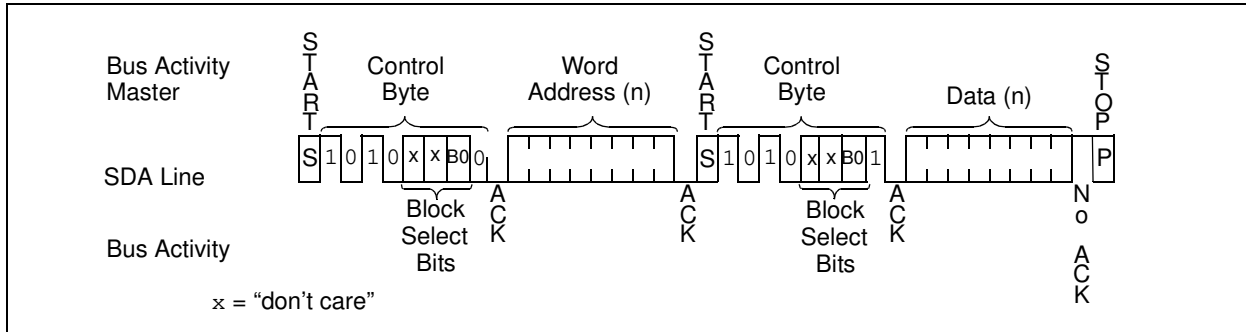 Bus Activity
Master
START
Control
Byte
Word
Address (n)
START
Control
Byte
Data (n)
STOP
SDA Line
S 1 0 1 0 x x B0 0
S 1 0 1 0 x x B0 1
P
Bus Activity
Block
Select
Bits
ACK
ACK
Block
Select
Bits
ACK
No ACK
x = “don’t care”